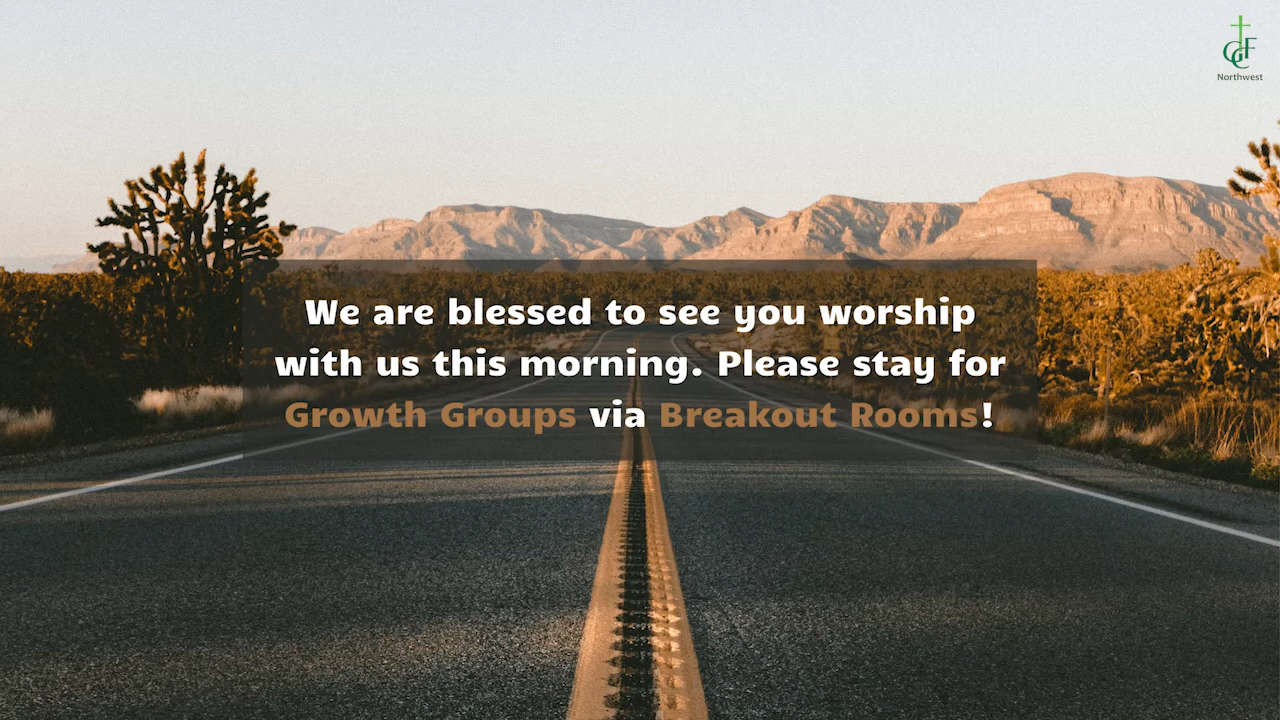 GCF
Northwest
We are blessed to see you worship
with us this morning. Please stay for
Growth Groups via Breakout Rooms!